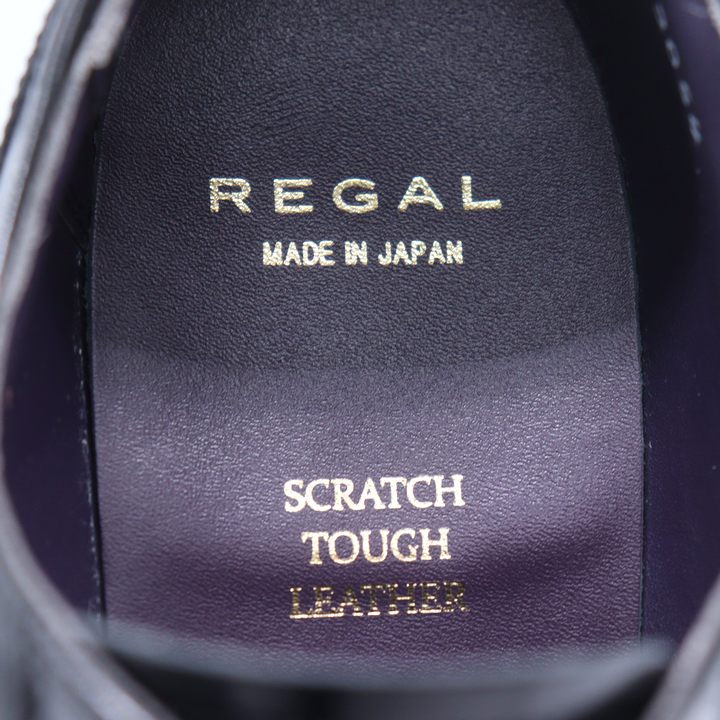 REGAL
MADE IN JAPAN
SCRATCH
TOUGH
LEATHER